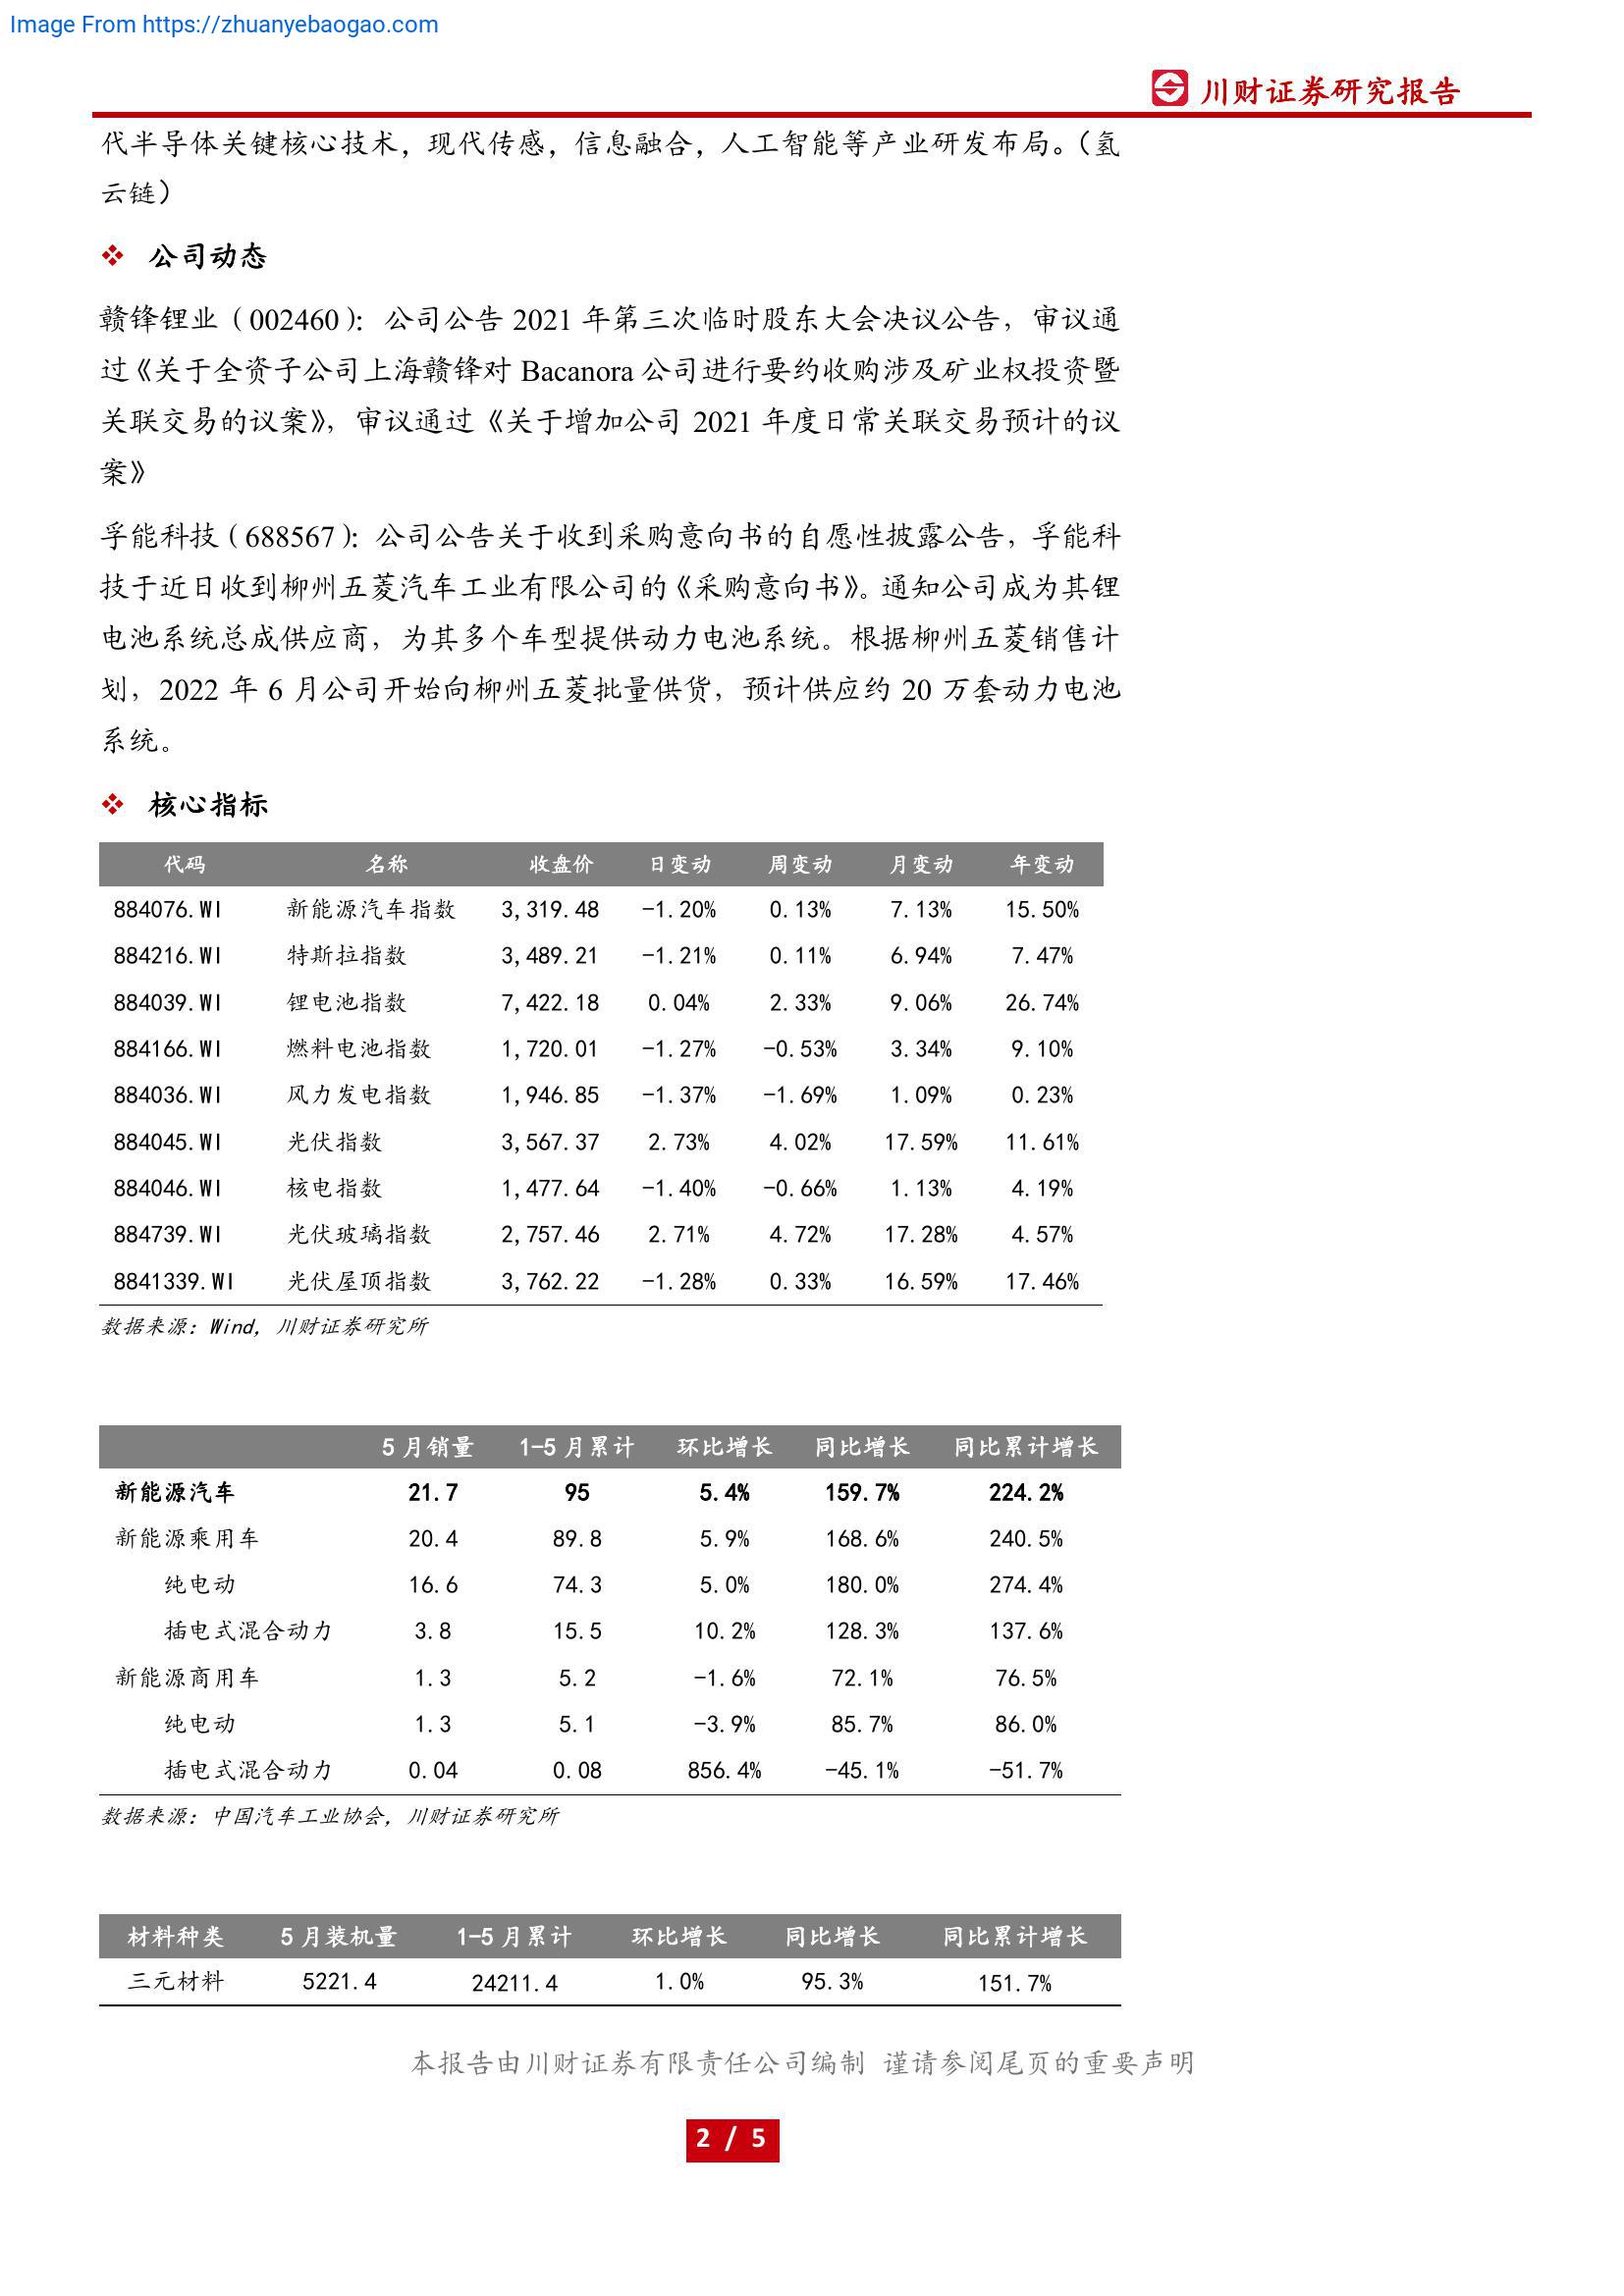 Image From https://zhuanyebaogao.com
川财证券研究报告
代半导体关键核心技术，现代传感，信息融合，人工智能等产业研发布局。（氢
云链）
❖ 公司动态
赣锋锂业（002460）：公司公告 2021 年第三次临时股东大会决议公告，审议通
过《关于全资子公司上海赣锋对 Bacanora 公司进行要约收购涉及矿业权投资暨
关联交易的议案》，审议通过《关于增加公司 2021 年度日常关联交易预计的议
案》
孚能科技（688567）：公司公告关于收到采购意向书的自愿性披露公告，孚能科
技于近日收到柳州五菱汽车工业有限公司的《采购意向书》。通知公司成为其锂
电池系统总成供应商，为其多个车型提供动力电池系统。根据柳州五菱销售计
划，2022 年 6 月公司开始向柳州五菱批量供货，预计供应约 20 万套动力电池
系统。
❖ 核心指标
代码 名称 收盘价 日变动 周变动 月变动 年变动
884076.WI 新能源汽车指数 3,319.48 -1.20% 0.13% 7.13% 15.50%
884216.WI 特斯拉指数 3,489.21 -1.21% 0.11% 6.94% 7.47%
884039.WI 锂电池指数 7,422.18 0.04% 2.33% 9.06% 26.74%
884166.WI 燃料电池指数 1,720.01 -1.27% -0.53% 3.34% 9.10%
884036.WI 风力发电指数 1,946.85 -1.37% -1.69% 1.09% 0.23%
884045.WI 光伏指数 3,567.37 2.73% 4.02% 17.59% 11.61%
884046.WI 核电指数 1,477.64 -1.40% -0.66% 1.13% 4.19%
884739.WI 光伏玻璃指数 2,757.46 2.71% 4.72% 17.28% 4.57%
8841339.WI 光伏屋顶指数 3,762.22 -1.28% 0.33% 16.59% 17.46%
数据来源：Wind，川财证券研究所
5 月销量 1-5 月累计 环比增长 同比增长 同比累计增长
新能源汽车 21.7 95 5.4% 159.7% 224.2%
新能源乘用车 20.4 89.8 5.9% 168.6% 240.5%
纯电动 16.6 74.3 5.0% 180.0% 274.4%
插电式混合动力 3.8 15.5 10.2% 128.3% 137.6%
新能源商用车 1.3 5.2 -1.6% 72.1% 76.5%
纯电动 1.3 5.1 -3.9% 85.7% 86.0%
插电式混合动力 0.04 0.08 856.4% -45.1% -51.7%
数据来源：中国汽车工业协会，川财证券研究所
材料种类 5 月装机量 1-5 月累计 环比增长 同比增长 同比累计增长
三元材料 5221.4 24211.4 1.0% 95.3% 151.7%
本报告由川财证券有限责任公司编制 谨请参阅尾页的重要声明
2 / 5